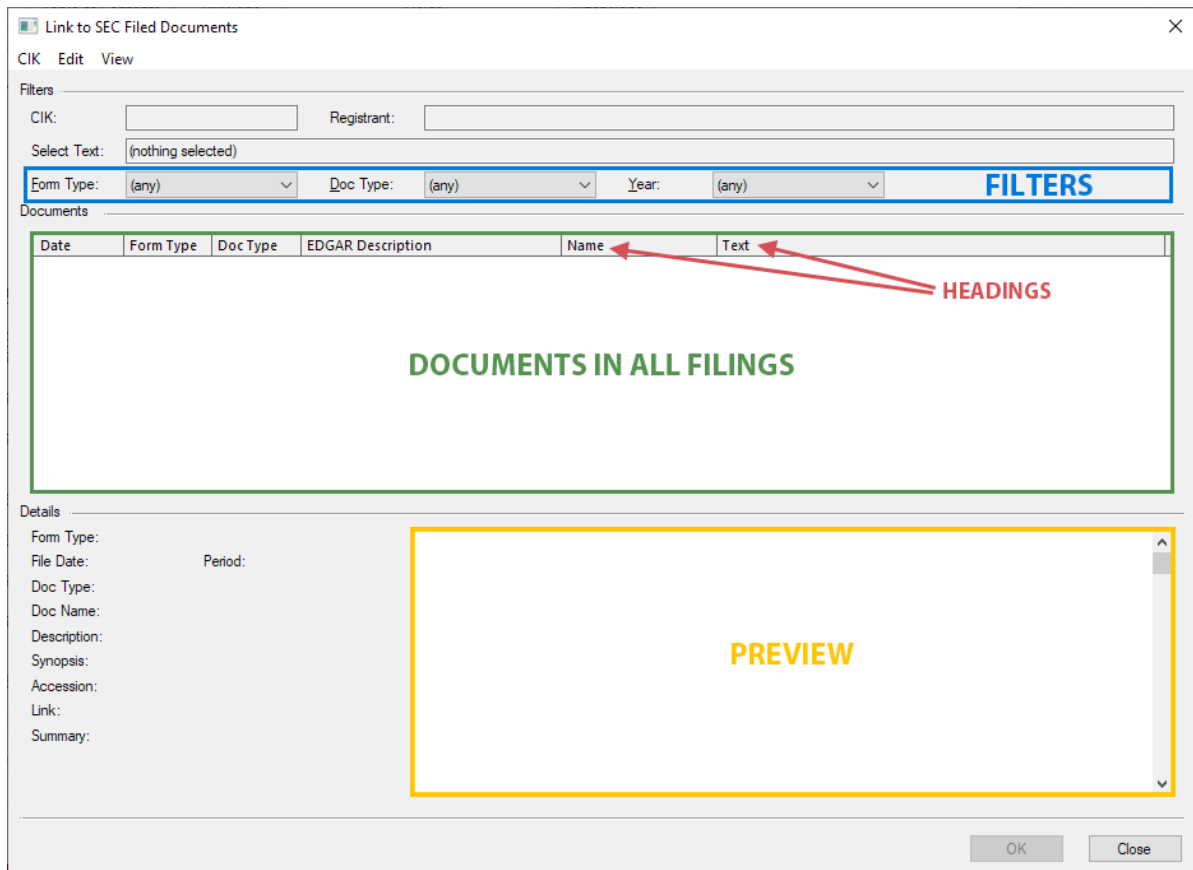 Link to SEC Filed Documents
CIK Edit View
Filters
CIK: Registrant:
Select Text: (nothing selected)
Form Type: (any) Doc Type: (any) Year: (any) FILTERS
Documents
Date Form Type Doc Type EDGAR Description Name Text
HEADINGS
DOCUMENTS IN ALL FILINGS
Details
Form Type:
File Date: Period:
Doc Type:
Doc Name:
Description:
Synopsis:
Accession:
Link:
Summary:
PREVIEW
OK Close